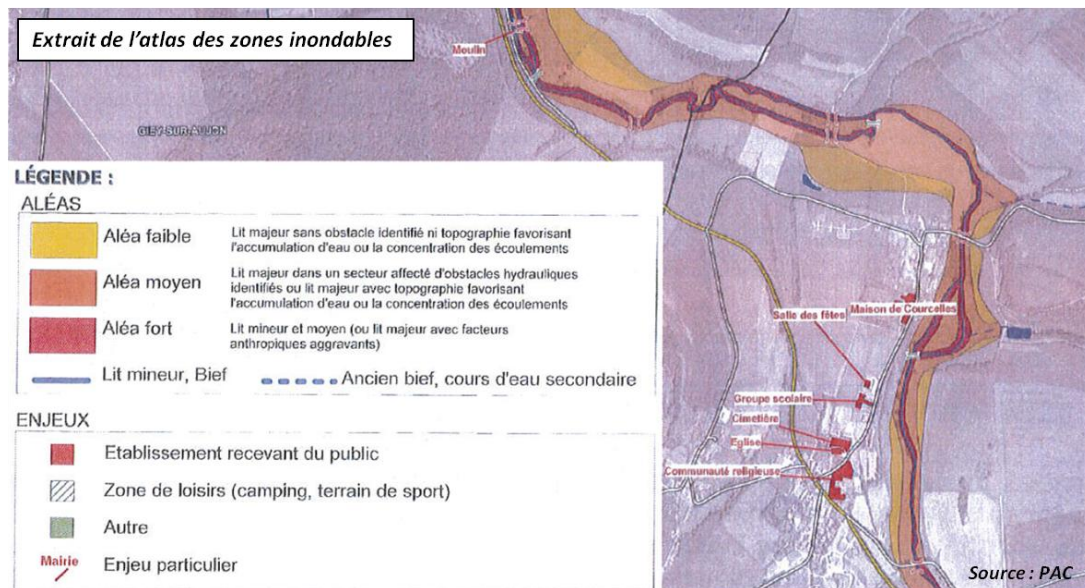 Extrait de l'atlas des zones inondables
Moulin
GIEY-SUR-AUJON
LÉGENDE :
ALÉAS
Aléa faible
Lit majeur sans obstacle identifié ni topographie favorisant
l'accumulation d'eau ou la concentration des écoulements
Aléa moyen
Lit majeur dans un secteur affecté d'obstacles hydrauliques
identifiés ou lit majeur avec topographie favorisant
l'accumulation d'eau ou la concentration des écoulements
Aléa fort
Lit mineur et moyen (ou lit majeur avec facteurs
anthropiques aggravants)
Lit mineur, Bief
Ancien bief, cours d'eau secondaire
ENJEUX
Etablissement recevant du public
Zone de loisirs (camping, terrain de sport)
Autre
Mairie
Enjeu particulier
Maison de Courcelles
Salle des fêtes
Groupe scolaire
Cimetière
Eglise
Communauté religieuse
Source : PAC